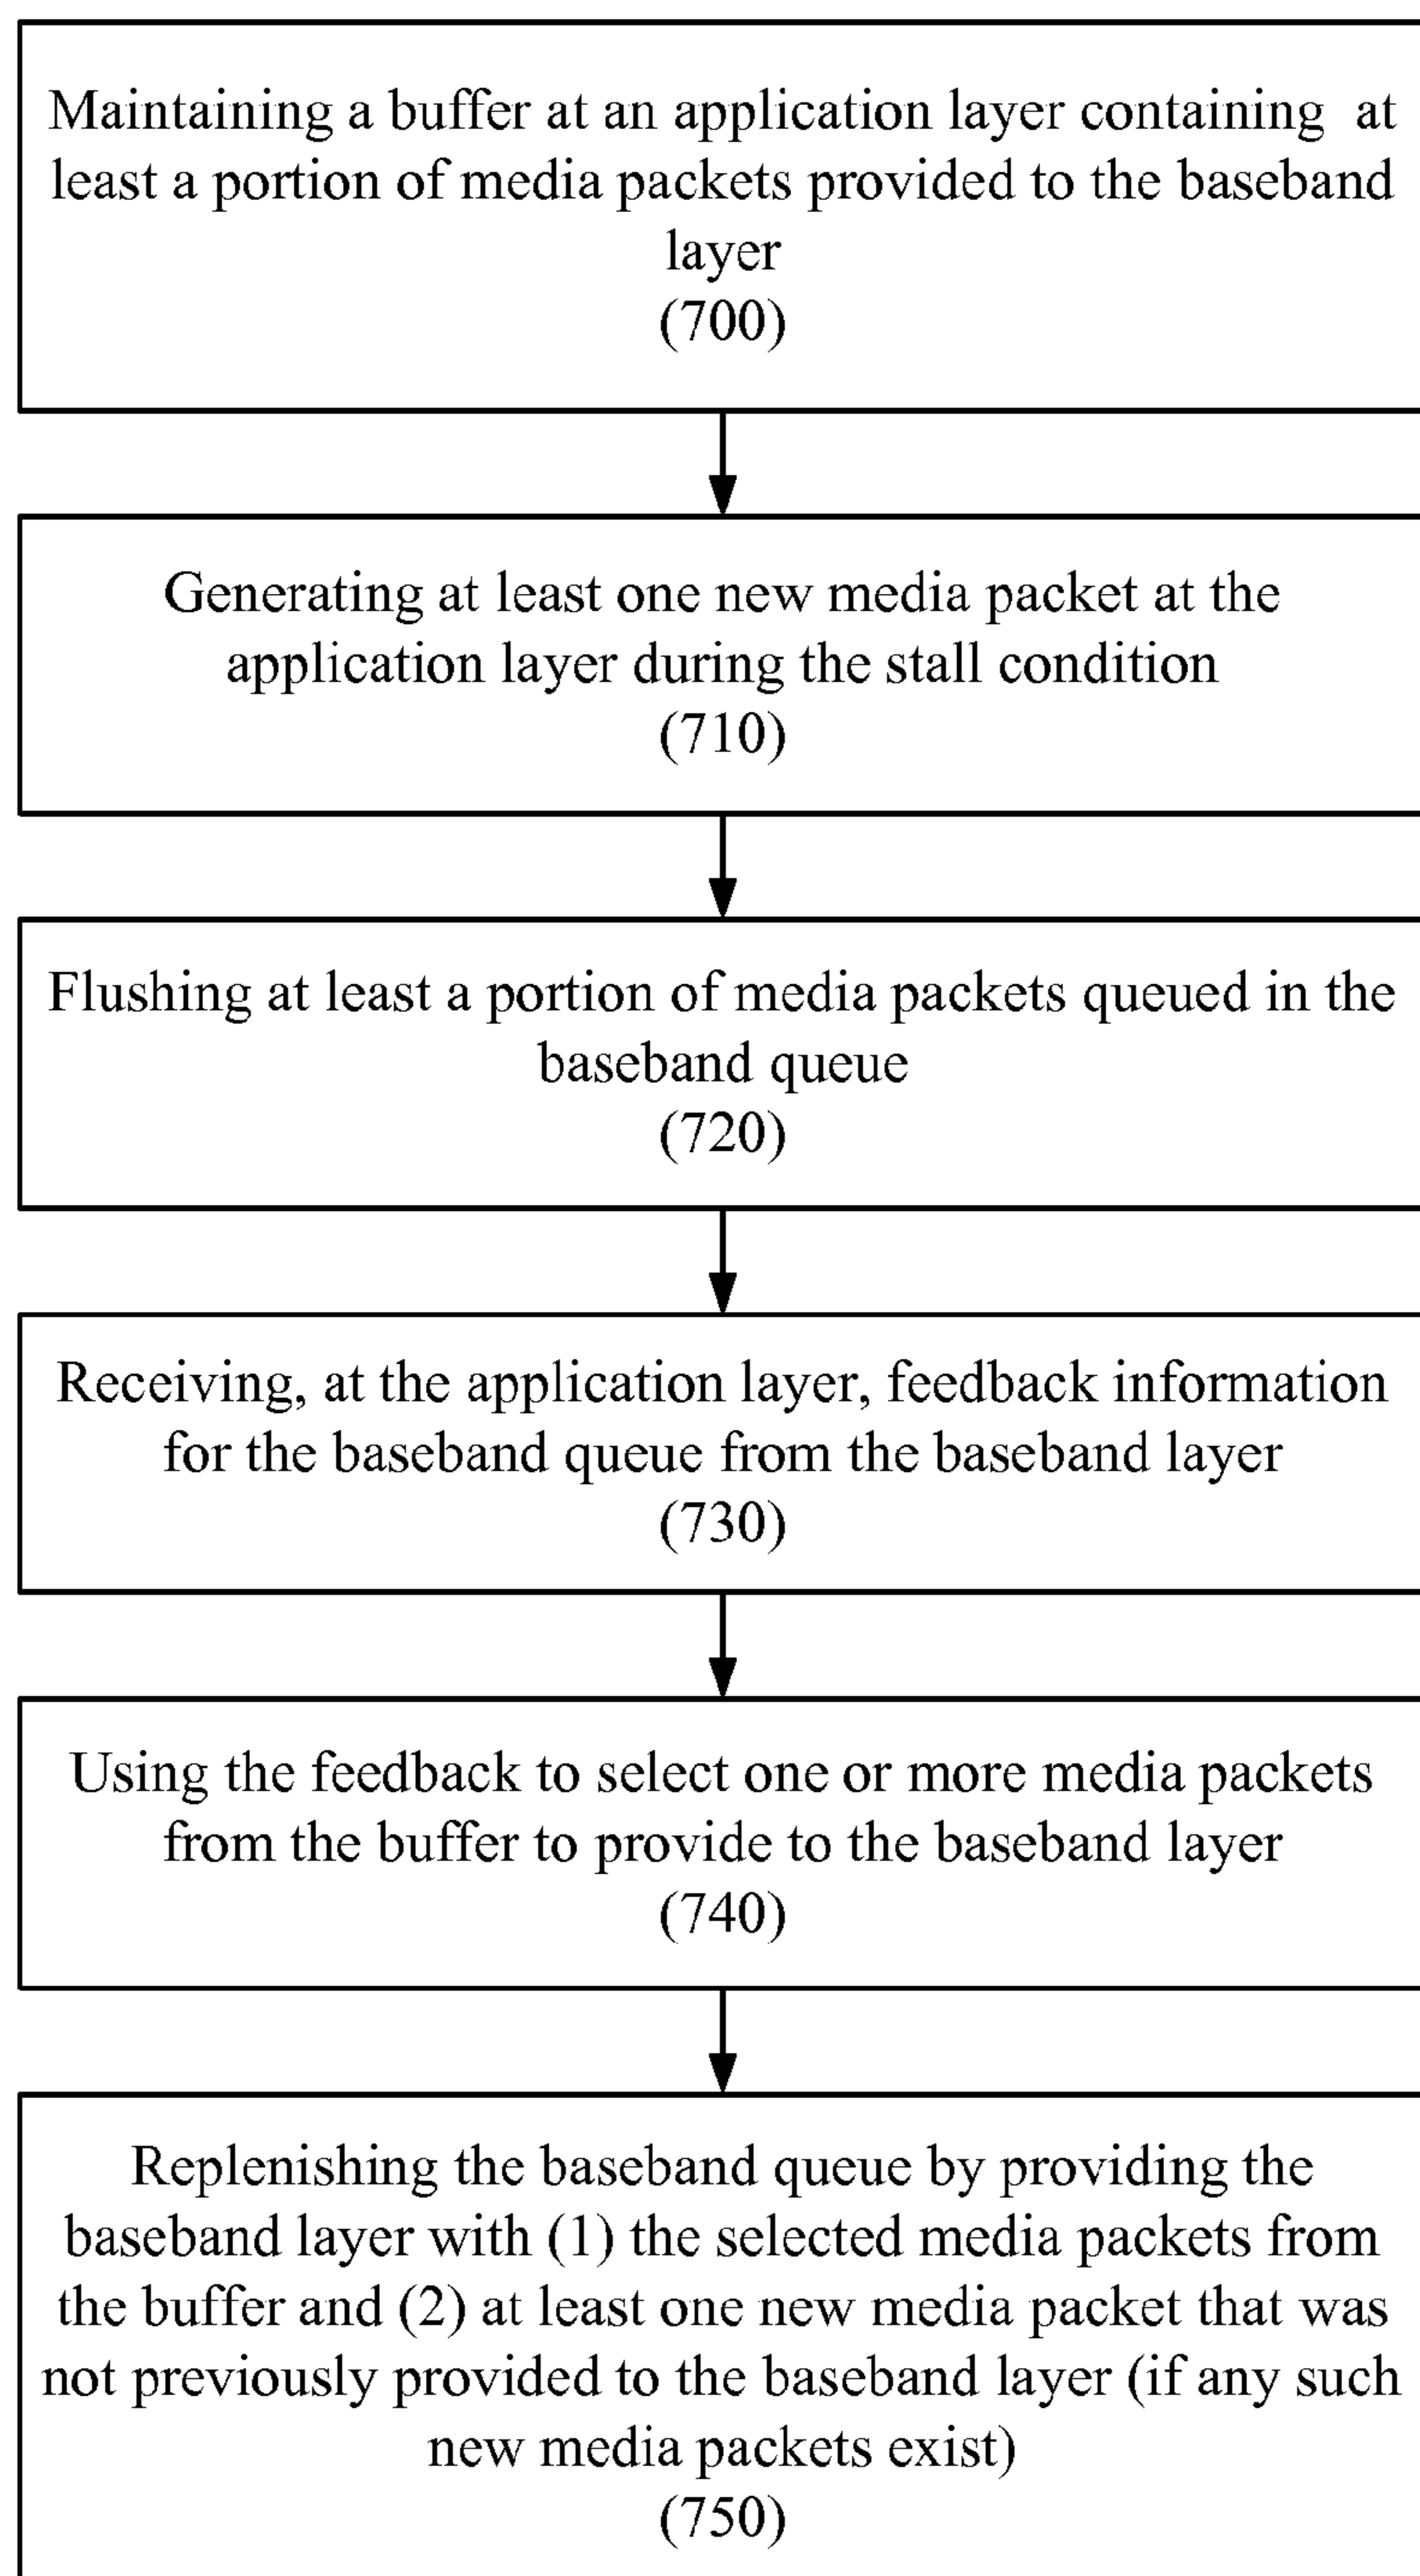 Maintaining a buffer at an application layer containing  at
least a portion of media packets provided to the baseband
layer
(700)
Generating at least one new media packet at the
application layer during the stall condition
(710)
Flushing at least a portion of media packets queued in the
baseband queue
(720)
Receiving, at the application layer, feedback information
for the baseband queue from the baseband layer
(730)
Using the feedback to select one or more media packets
from the buffer to provide to the baseband layer
(740)
Replenishing the baseband queue by providing the
baseband layer with (1) the selected media packets from
the buffer and (2) at least one new media packet that was
not previously provided to the baseband layer (if any such
new media packets exist)
(750)